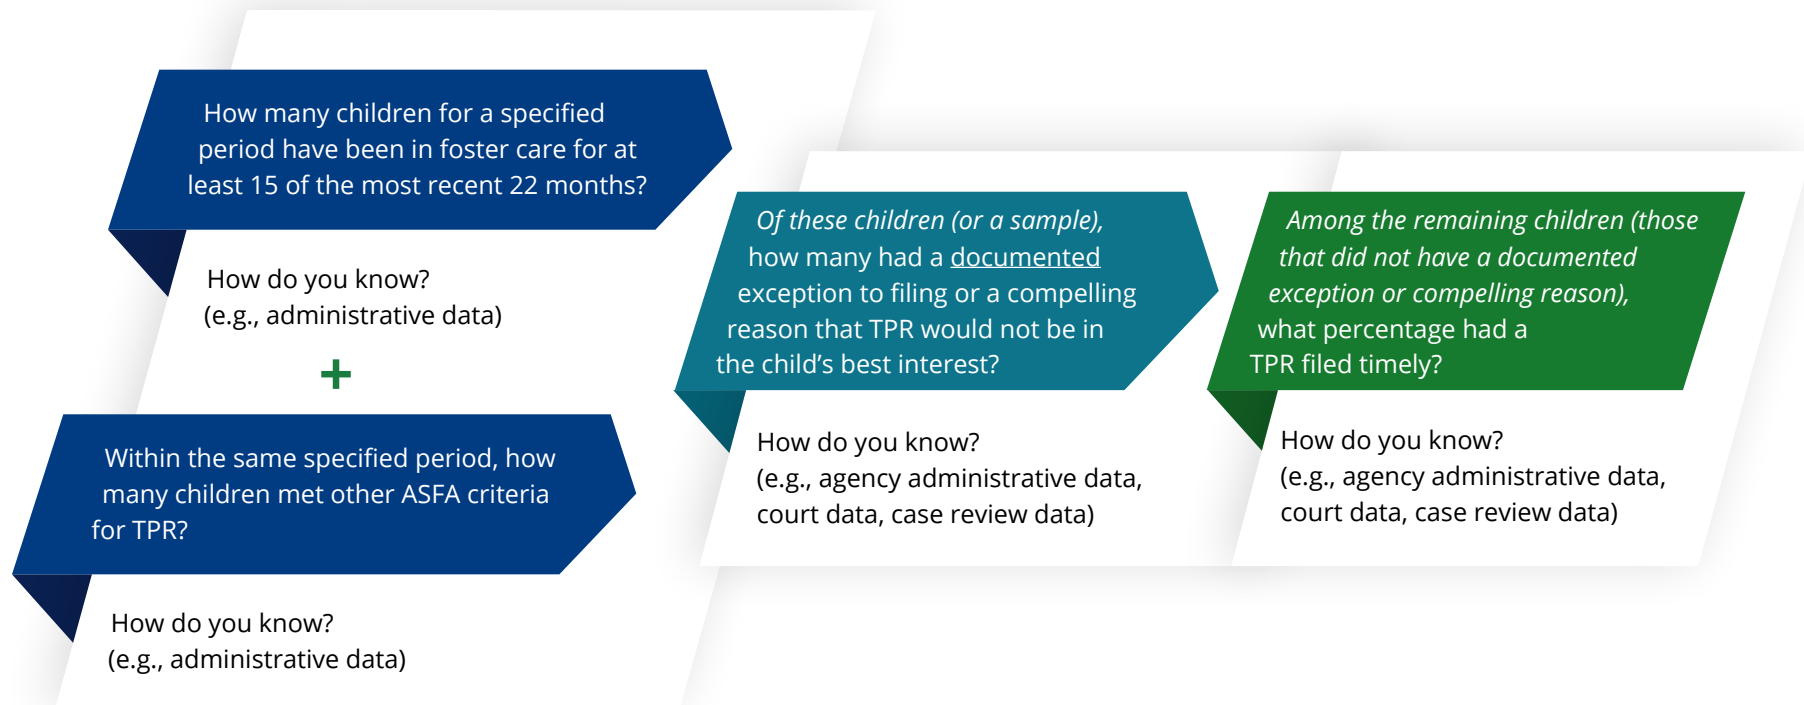 How many children for a specified
period have been in foster care for at
least 15 of the most recent 22 months?
How do you know?
(e.g., administrative data)
+
Within the same specified period, how
many children met other ASFA criteria
for TPR?
How do you know?
(e.g., administrative data)
Of these children (or a sample),
how many had a documented
exception to filing or a compelling
reason that TPR would not be in
the child’s best interest?
How do you know?
(e.g., agency administrative data,
court data, case review data)
Among the remaining children (those
that did not have a documented
exception or compelling reason),
what percentage had a
TPR filed timely?
How do you know?
(e.g., agency administrative data,
court data, case review data)